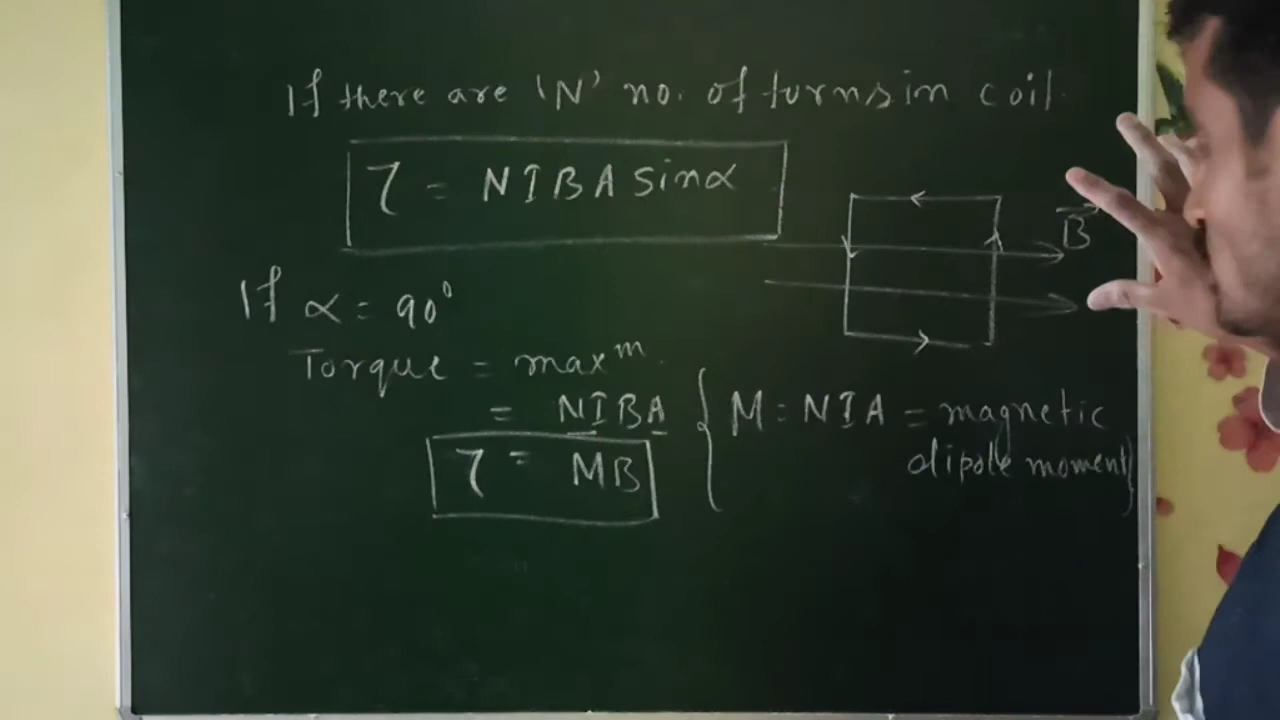 If there are 'N' no. of turns in coil.
τ = NIBA sinα
B
If α = 90°
Torque = maxᵐ.
= NIBA { M = NIA = magnetic
dipole moment}
τ = MB